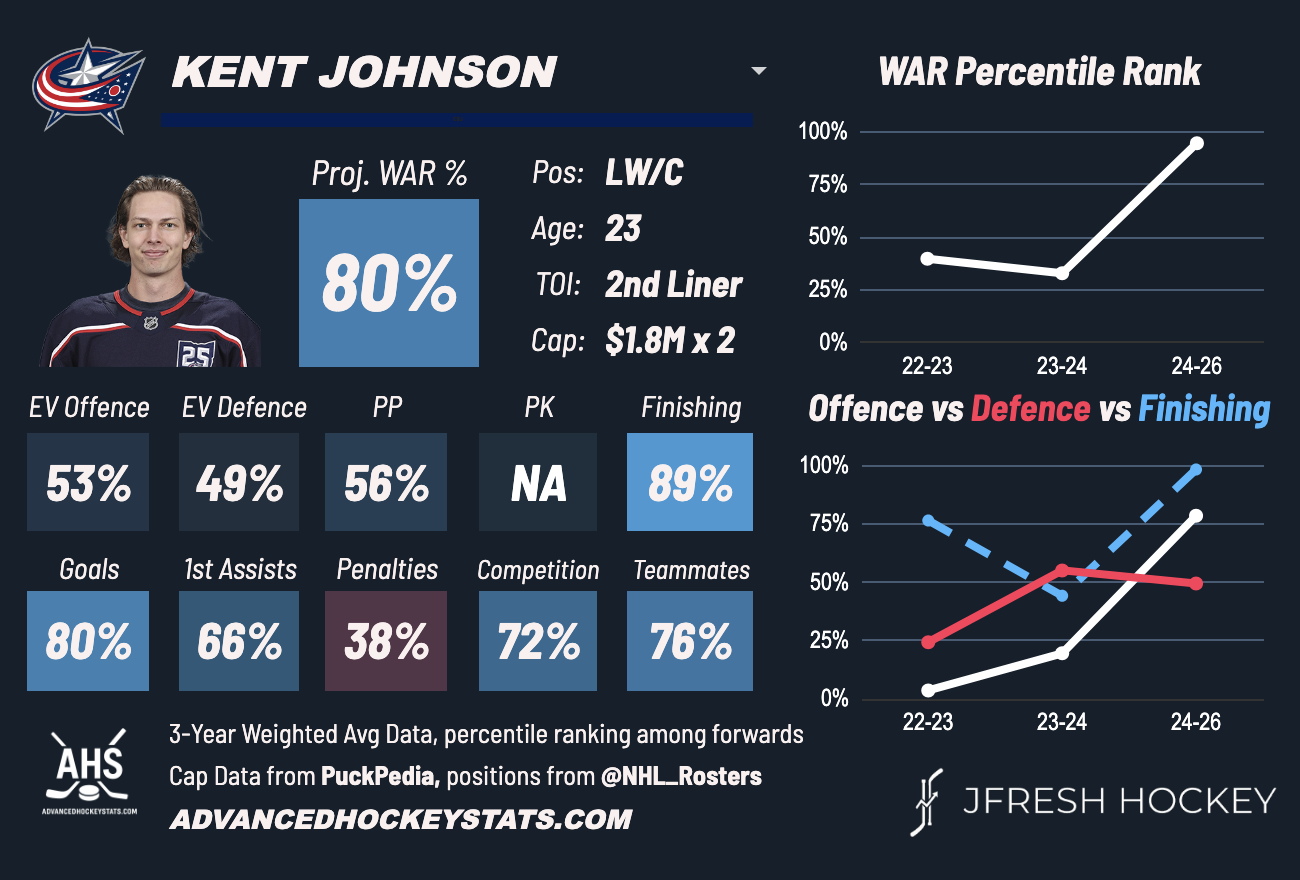 KENT JOHNSON
Proj. WAR %
80%
Pos: LW/C
Age: 23
TOI: 2nd Liner
Cap: $1.8M x 2
25
EV Offence EV Defence PP PK Finishing
53% 49% 56% NA 89%
Goals 1st Assists Penalties Competition Teammates
80% 66% 38% 72% 76%
WAR Percentile Rank
100%
75%
50%
25%
0%
22-23 23-24 24-26
Offence vs Defence vs Finishing
100%
75%
50%
25%
0%
22-23 23-24 24-26
AHS
ADVANCEDHOCKEYSTATS.COM
3-Year Weighted Avg Data, percentile ranking among forwards
Cap Data from PuckPedia, positions from @NHL_Rosters
ADVANCEDHOCKEYSTATS.COM
JFRESH HOCKEY